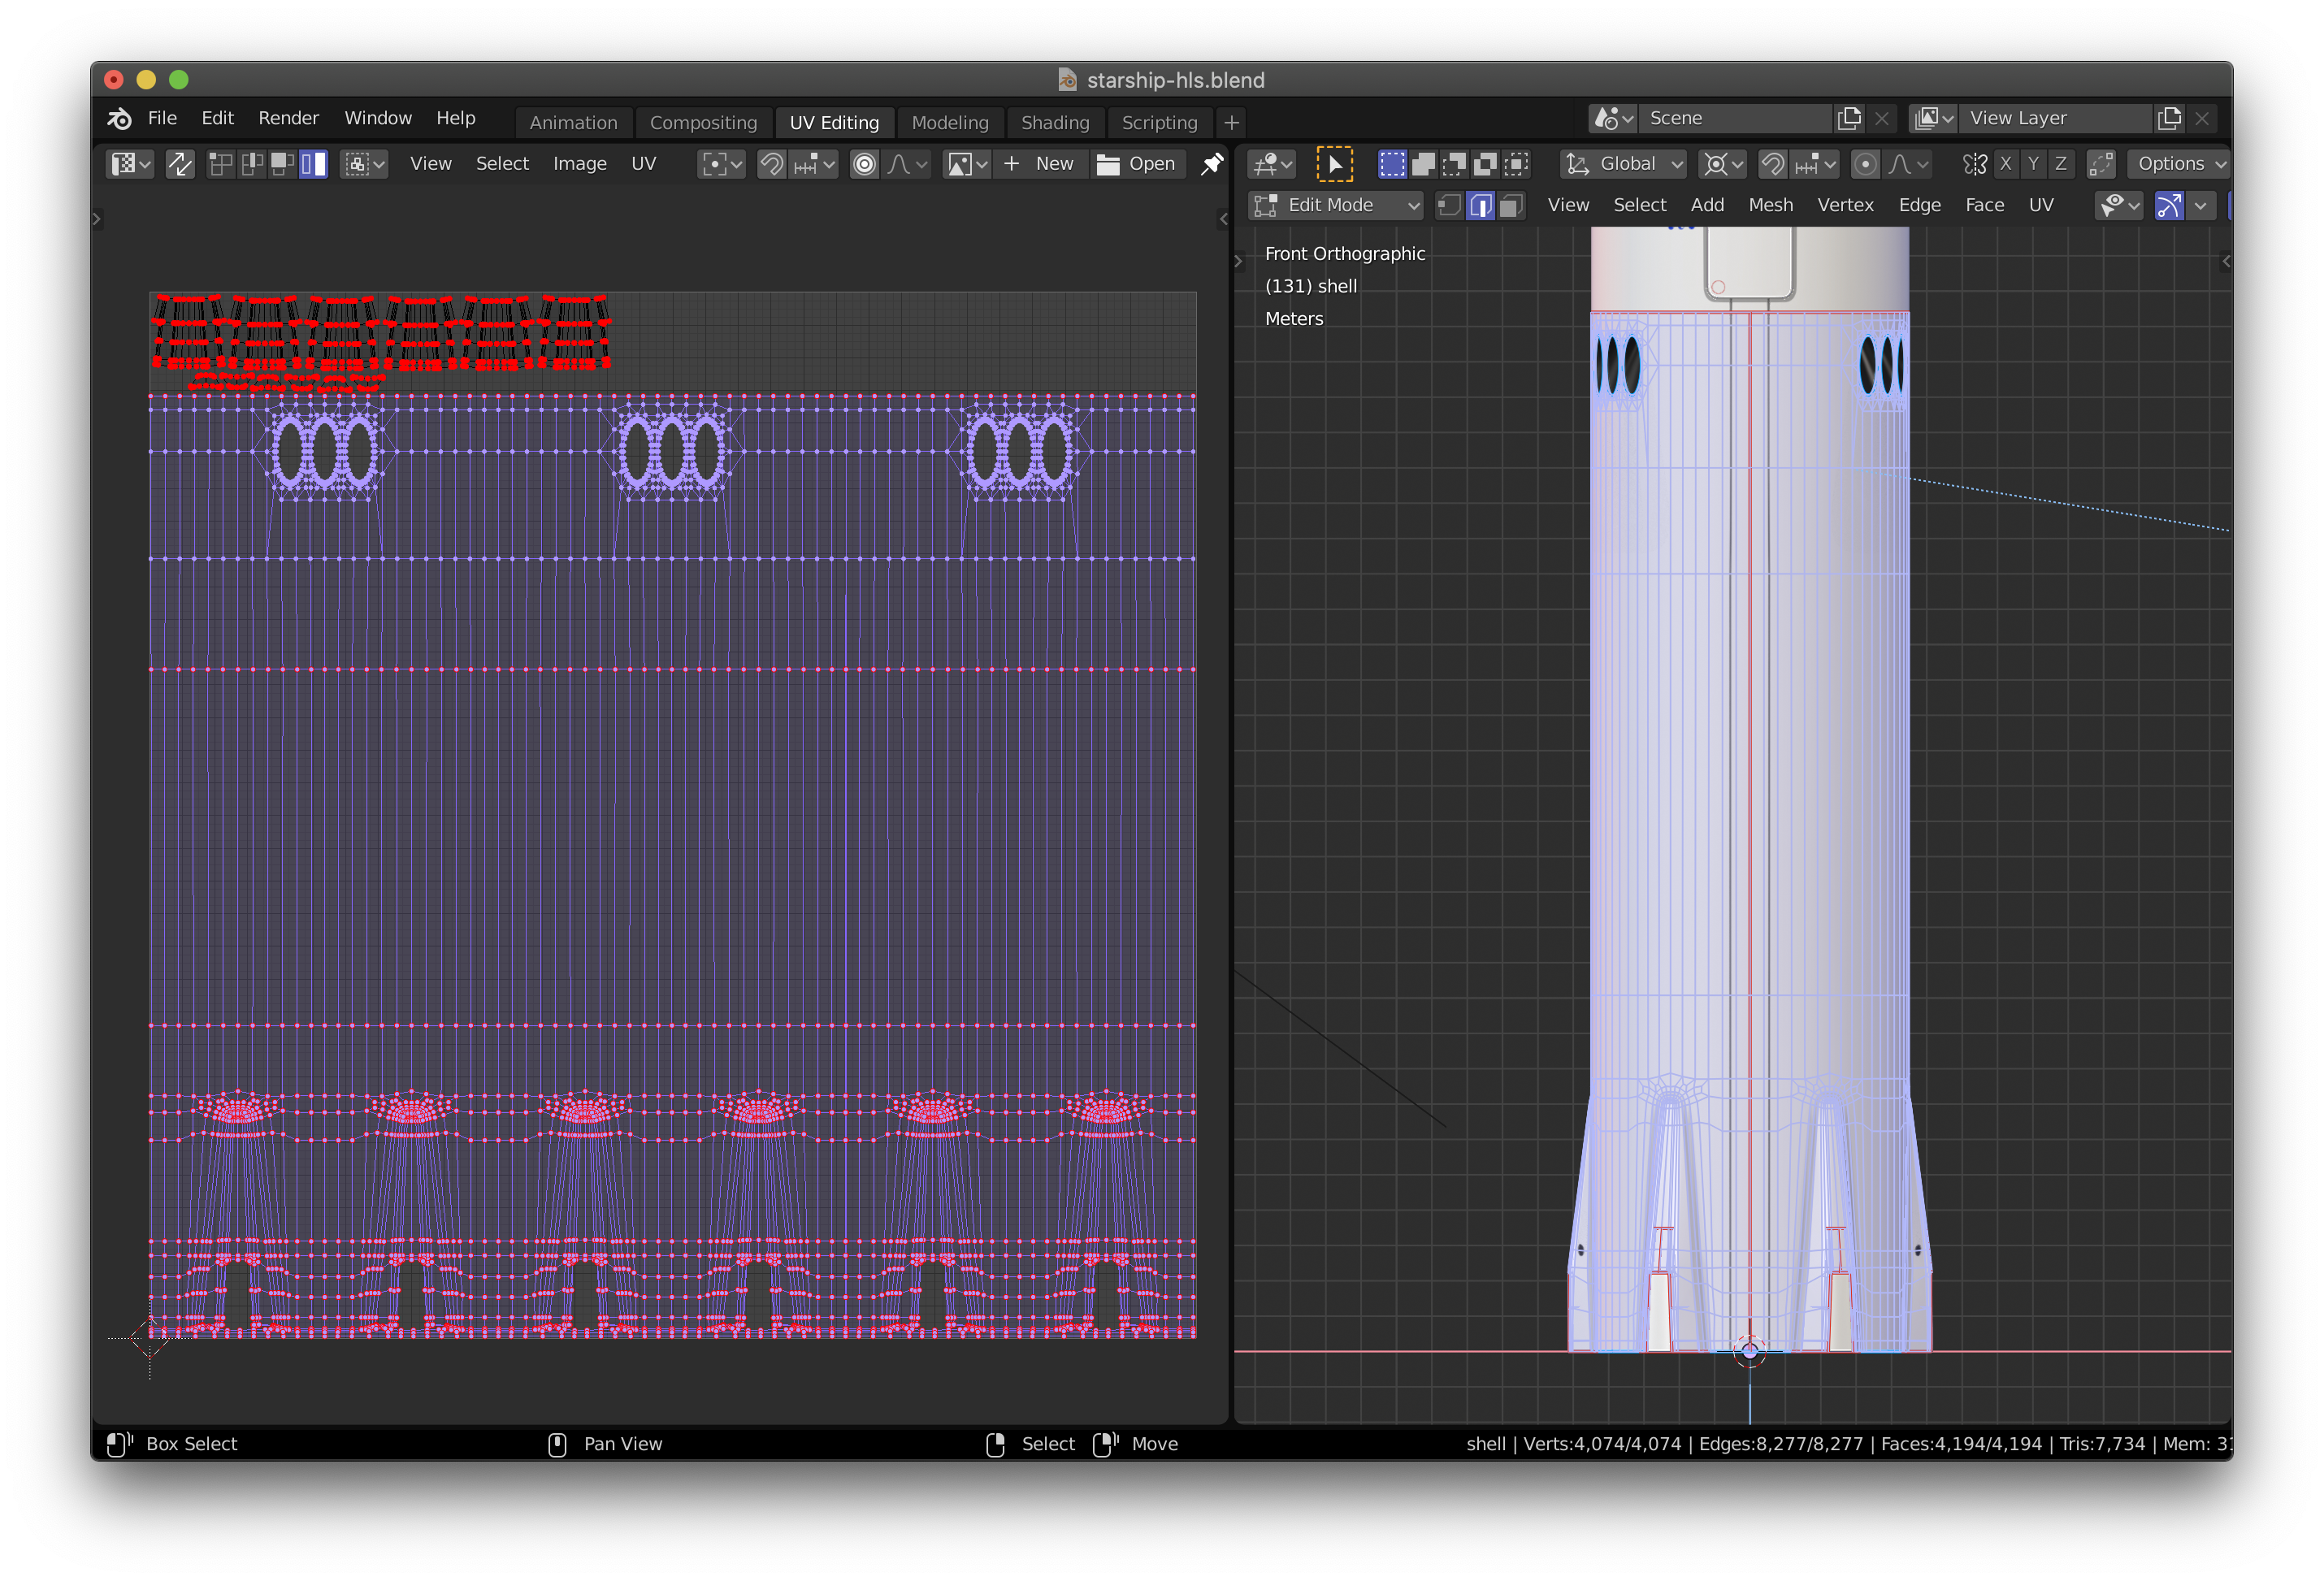 starship-hls.blend
File Edit Render Window Help Animation Compositing UV Editing Modeling Shading Scripting + Scene View Layer
View Select Image UV + New Open Global X Y Z Options
Edit Mode View Select Add Mesh Vertex Edge Face UV
Front Orthographic
(131) shell
Meters
Box Select Pan View Select Move shell | Verts:4,074/4,074 | Edges:8,277/8,277 | Faces:4,194/4,194 | Tris:7,734 | Mem: